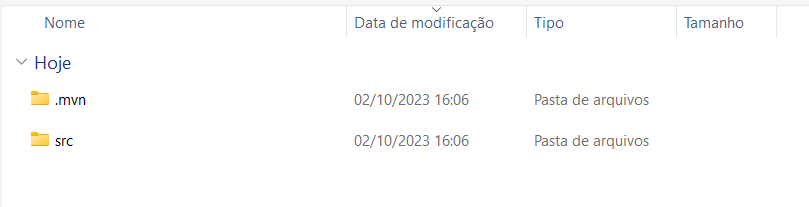 Nome Data de modificação Tipo Tamanho
Hoje
.mvn 02/10/2023 16:06 Pasta de arquivos
src 02/10/2023 16:06 Pasta de arquivos